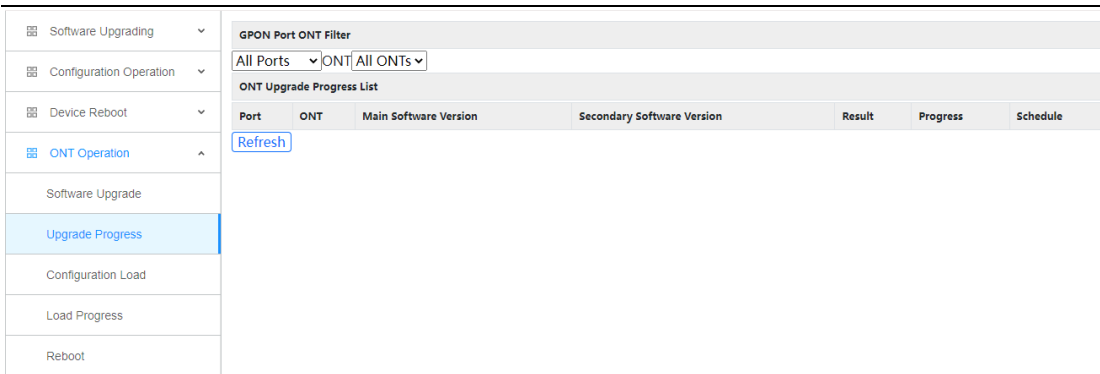 Software Upgrading
Configuration Operation
Device Reboot
ONT Operation
Software Upgrade
Upgrade Progress
Configuration Load
Load Progress
Reboot
GPON Port ONT Filter
All Ports ONT All ONTs
ONT Upgrade Progress List
Port ONT Main Software Version Secondary Software Version Result Progress Schedule
Refresh